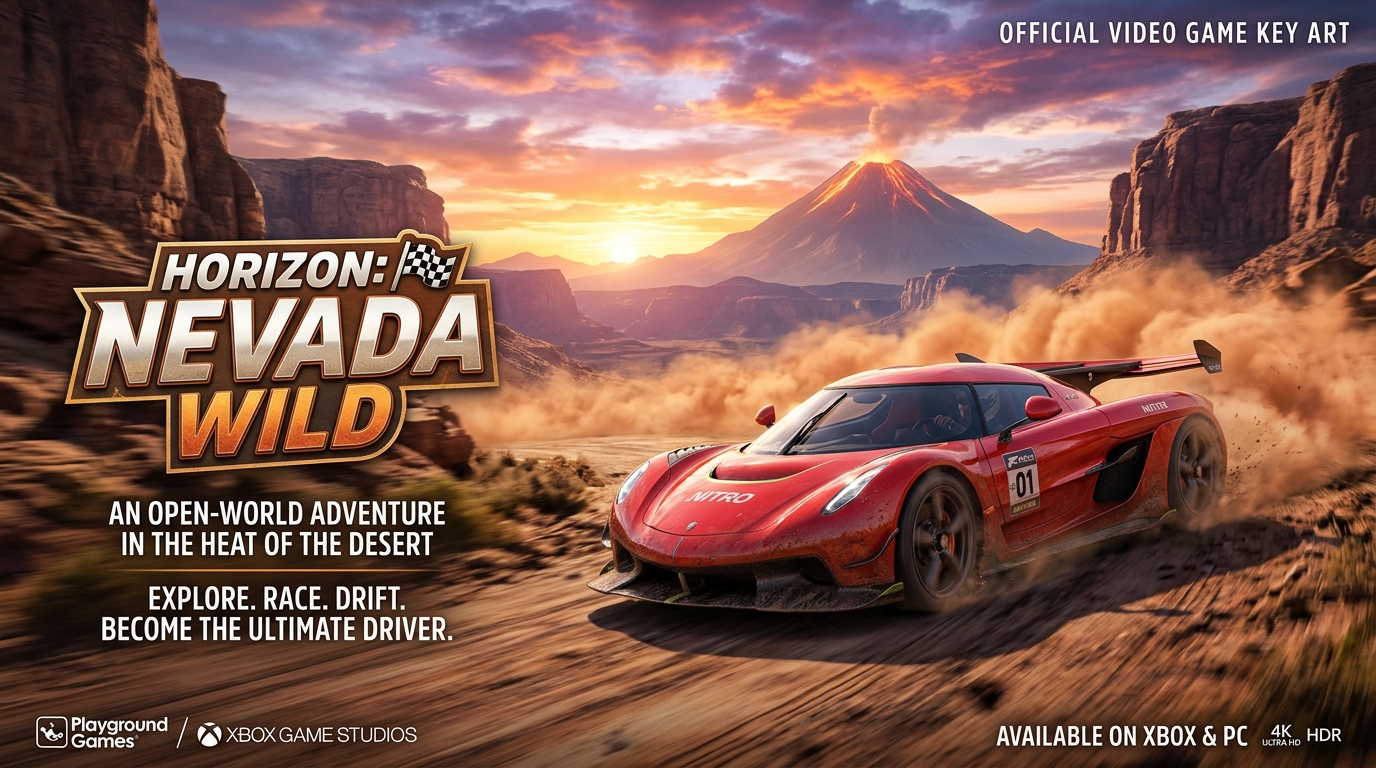 OFFICIAL VIDEO GAME KEY ART
HORIZON:
NEVADA
WILD
AN OPEN-WORLD ADVENTURE
IN THE HEAT OF THE DESERT
EXPLORE. RACE. DRIFT.
BECOME THE ULTIMATE DRIVER.
NITRO
01
NITRO
Playground
Games
XBOX GAME STUDIOS
AVAILABLE ON XBOX & PC
4K
ULTRA HD
HDR